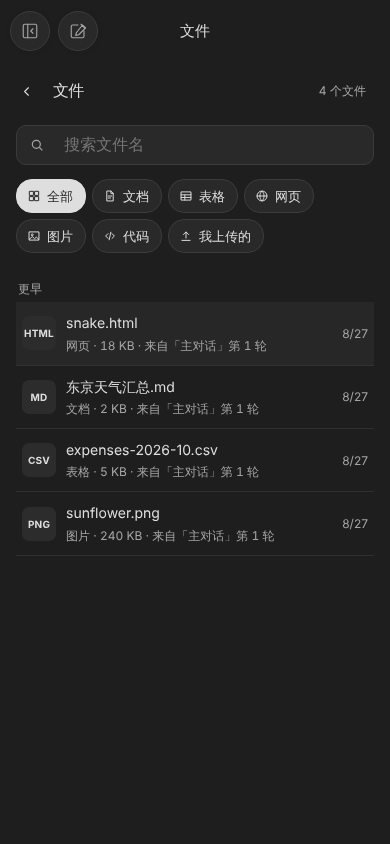 文件
文件
4 个文件
搜索文件名
全部
文档
表格
网页
图片
代码
我上传的
更早
HTML
snake.html
网页 · 18 KB · 来自「主对话」第 1 轮
8/27
MD
东京天气汇总.md
文档 · 2 KB · 来自「主对话」第 1 轮
8/27
CSV
expenses-2026-10.csv
表格 · 5 KB · 来自「主对话」第 1 轮
8/27
PNG
sunflower.png
图片 · 240 KB · 来自「主对话」第 1 轮
8/27